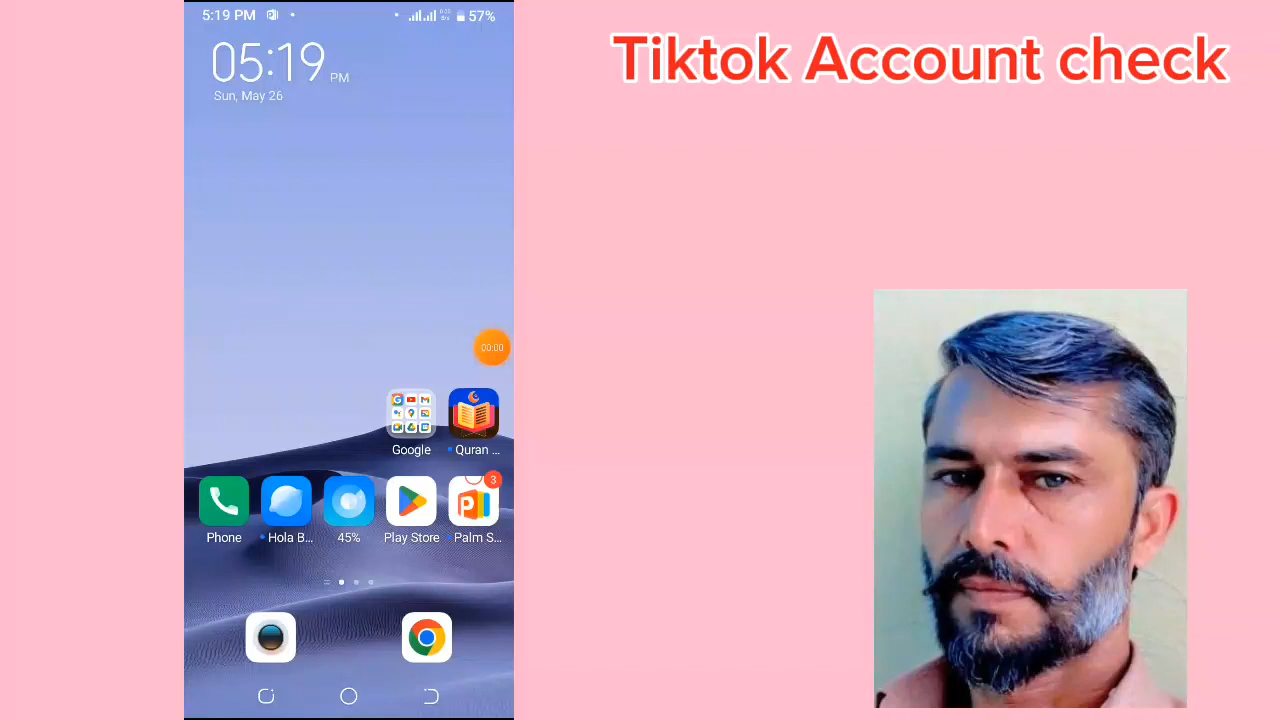 Tiktok Account check
5:19 PM
57%
05:19 PM
Sun, May 26
00:00
Google
Quran ...
3
Phone
Hola B...
45%
Play Store
Palm S...